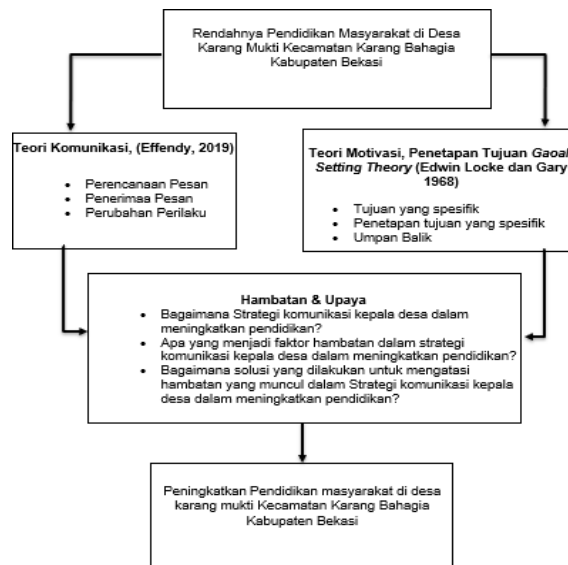 Rendahnya Pendidikan Masyarakat di Desa
Karang Mukti Kecamatan Karang Bahagia
Kabupaten Bekasi
Teori Komunikasi, (Effendy, 2019)
• Perencanaan Pesan
• Penerimaa Pesan
• Perubahan Perilaku
Teori Motivasi, Penetapan Tujuan Gaoal
Setting Theory (Edwin Locke dan Gary
1968)
• Tujuan yang spesifik
• Penetapan tujuan yang spesifik
• Umpan Balik
Hambatan & Upaya
• Bagaimana Strategi komunikasi kepala desa dalam
meningkatkan pendidikan?
• Apa yang menjadi faktor hambatan dalam strategi
komunikasi kepala desa dalam meningkatkan pendidikan?
• Bagaimana solusi yang dilakukan untuk mengatasi
hambatan yang muncul dalam Strategi komunikasi kepala
desa dalam meningkatkan pendidikan?
Peningkatkan Pendidikan masyarakat di desa
karang mukti Kecamatan Karang Bahagia
Kabupaten Bekasi